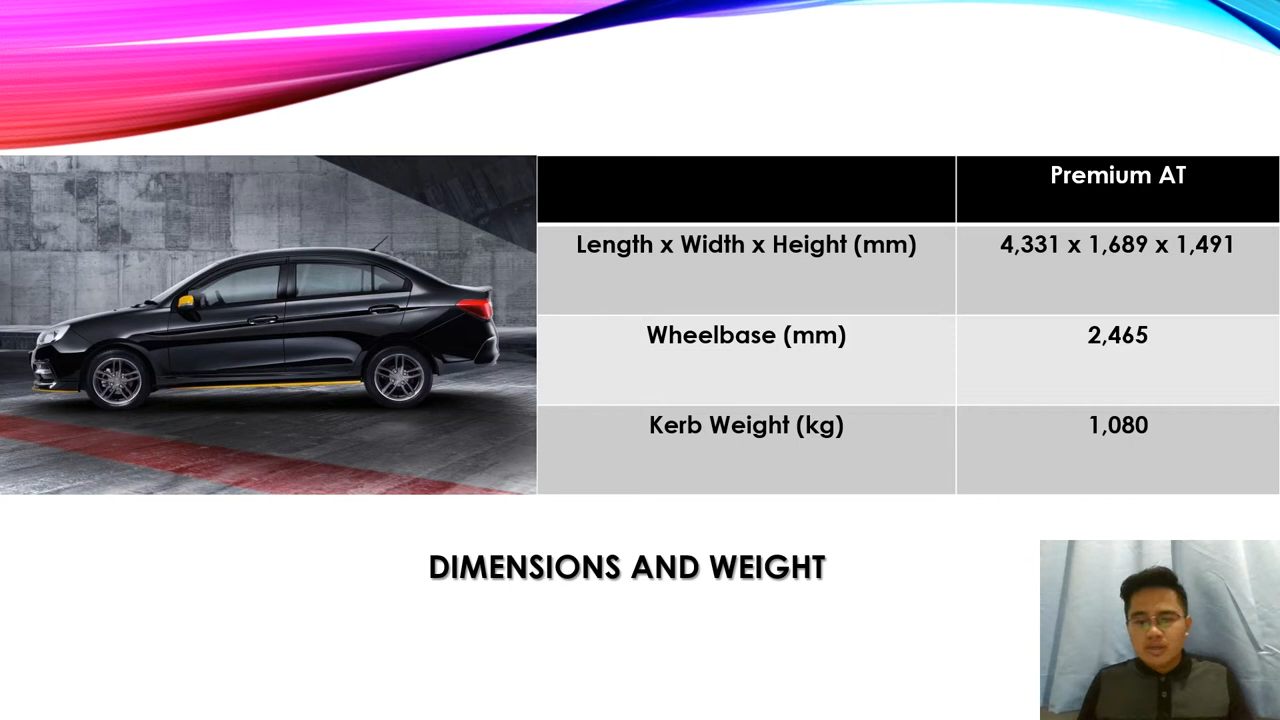 Premium AT
Length x Width x Height (mm)
4,331 x 1,689 x 1,491
Wheelbase (mm)
2,465
Kerb Weight (kg)
1,080
DIMENSIONS AND WEIGHT